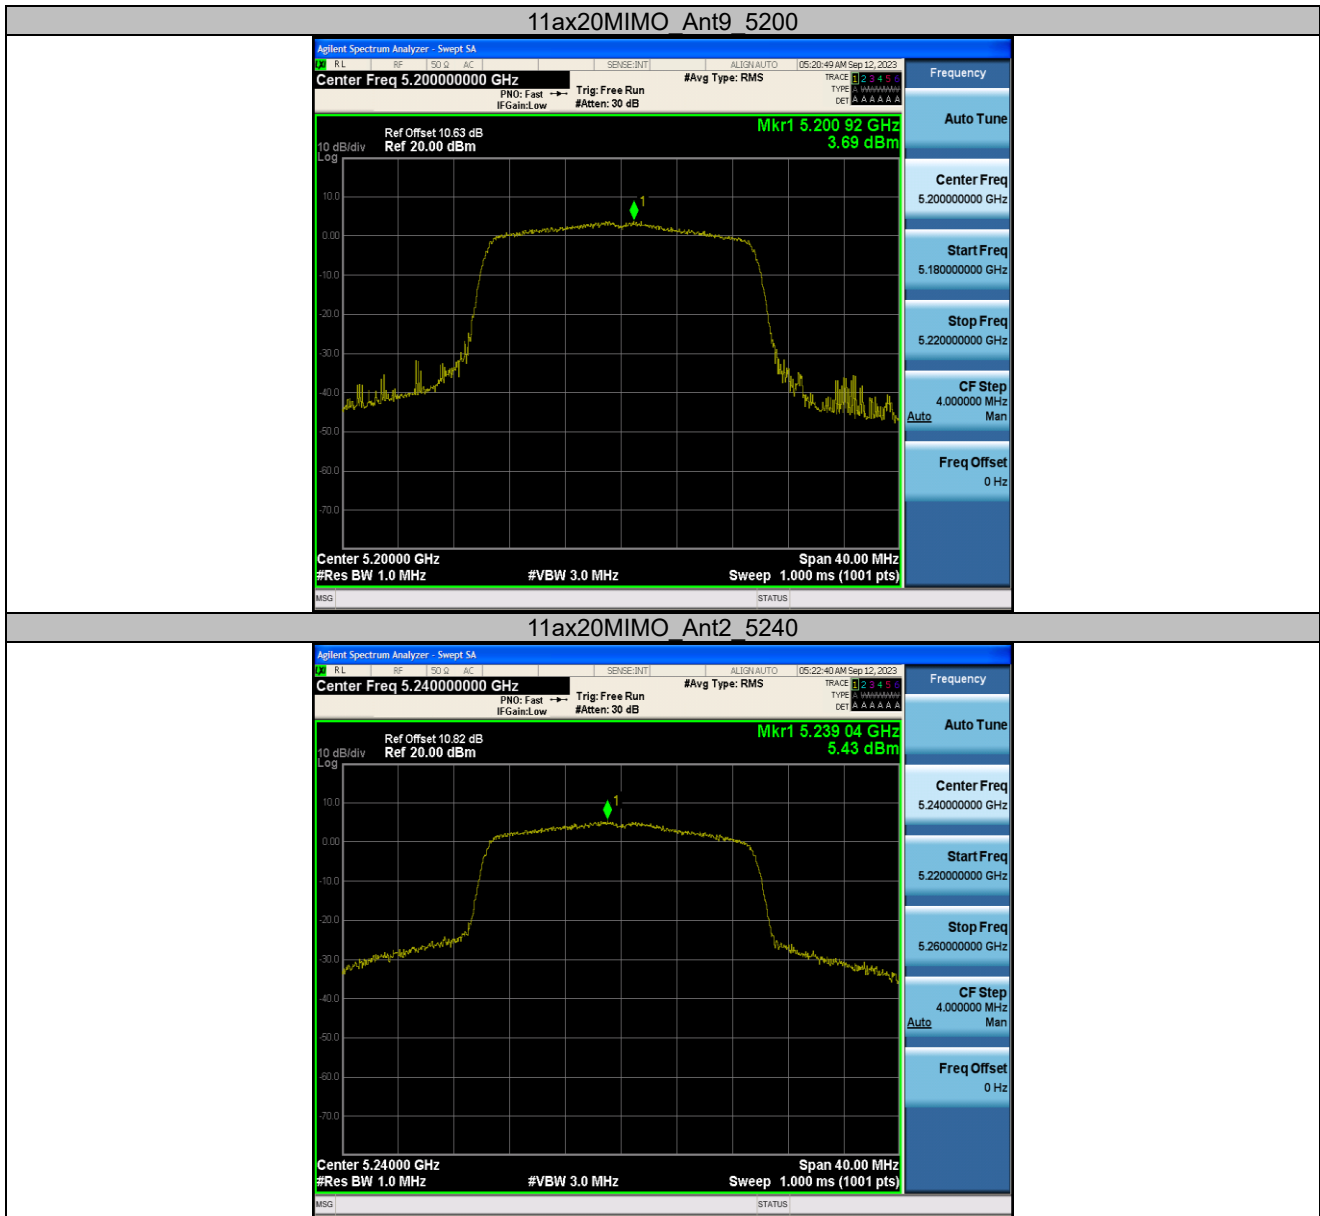 11ax20MIMO_Ant9_5200
Agilent Spectrum Analyzer - Swept SA
RL RF 50 Ω AC SENSE:INT ALIGN AUTO 05:20:49 AM Sep 12, 2023
Center Freq 5.200000000 GHz #Avg Type: RMS TRACE 1 2 3 4 5 6
PNO: Fast Trig: Free Run TYPE A
IFGain:Low #Atten: 30 dB DET A A A A A A
Frequency
Auto Tune
Mkr1 5.200 92 GHz
3.69 dBm
Ref Offset 10.63 dB
10 dB/div Ref 20.00 dBm
Log
10.0
0.00
-10.0
-20.0
-30.0
-40.0
-50.0
-60.0
-70.0
1
Center Freq
5.200000000 GHz
Start Freq
5.180000000 GHz
Stop Freq
5.220000000 GHz
CF Step
4.000000 MHz
Auto Man
Freq Offset
0 Hz
Center 5.20000 GHz Span 40.00 MHz
#Res BW 1.0 MHz #VBW 3.0 MHz Sweep 1.000 ms (1001 pts)
MSG STATUS
11ax20MIMO_Ant2_5240
Agilent Spectrum Analyzer - Swept SA
RL RF 50 Ω AC SENSE:INT ALIGN AUTO 05:22:40 AM Sep 12, 2023
Center Freq 5.240000000 GHz #Avg Type: RMS TRACE 1 2 3 4 5 6
PNO: Fast Trig: Free Run TYPE A
IFGain:Low #Atten: 30 dB DET A A A A A A
Frequency
Auto Tune
Mkr1 5.239 04 GHz
5.43 dBm
Ref Offset 10.82 dB
10 dB/div Ref 20.00 dBm
Log
10.0
0.00
-10.0
-20.0
-30.0
-40.0
-50.0
-60.0
-70.0
1
Center Freq
5.240000000 GHz
Start Freq
5.220000000 GHz
Stop Freq
5.260000000 GHz
CF Step
4.000000 MHz
Auto Man
Freq Offset
0 Hz
Center 5.24000 GHz Span 40.00 MHz
#Res BW 1.0 MHz #VBW 3.0 MHz Sweep 1.000 ms (1001 pts)
MSG STATUS